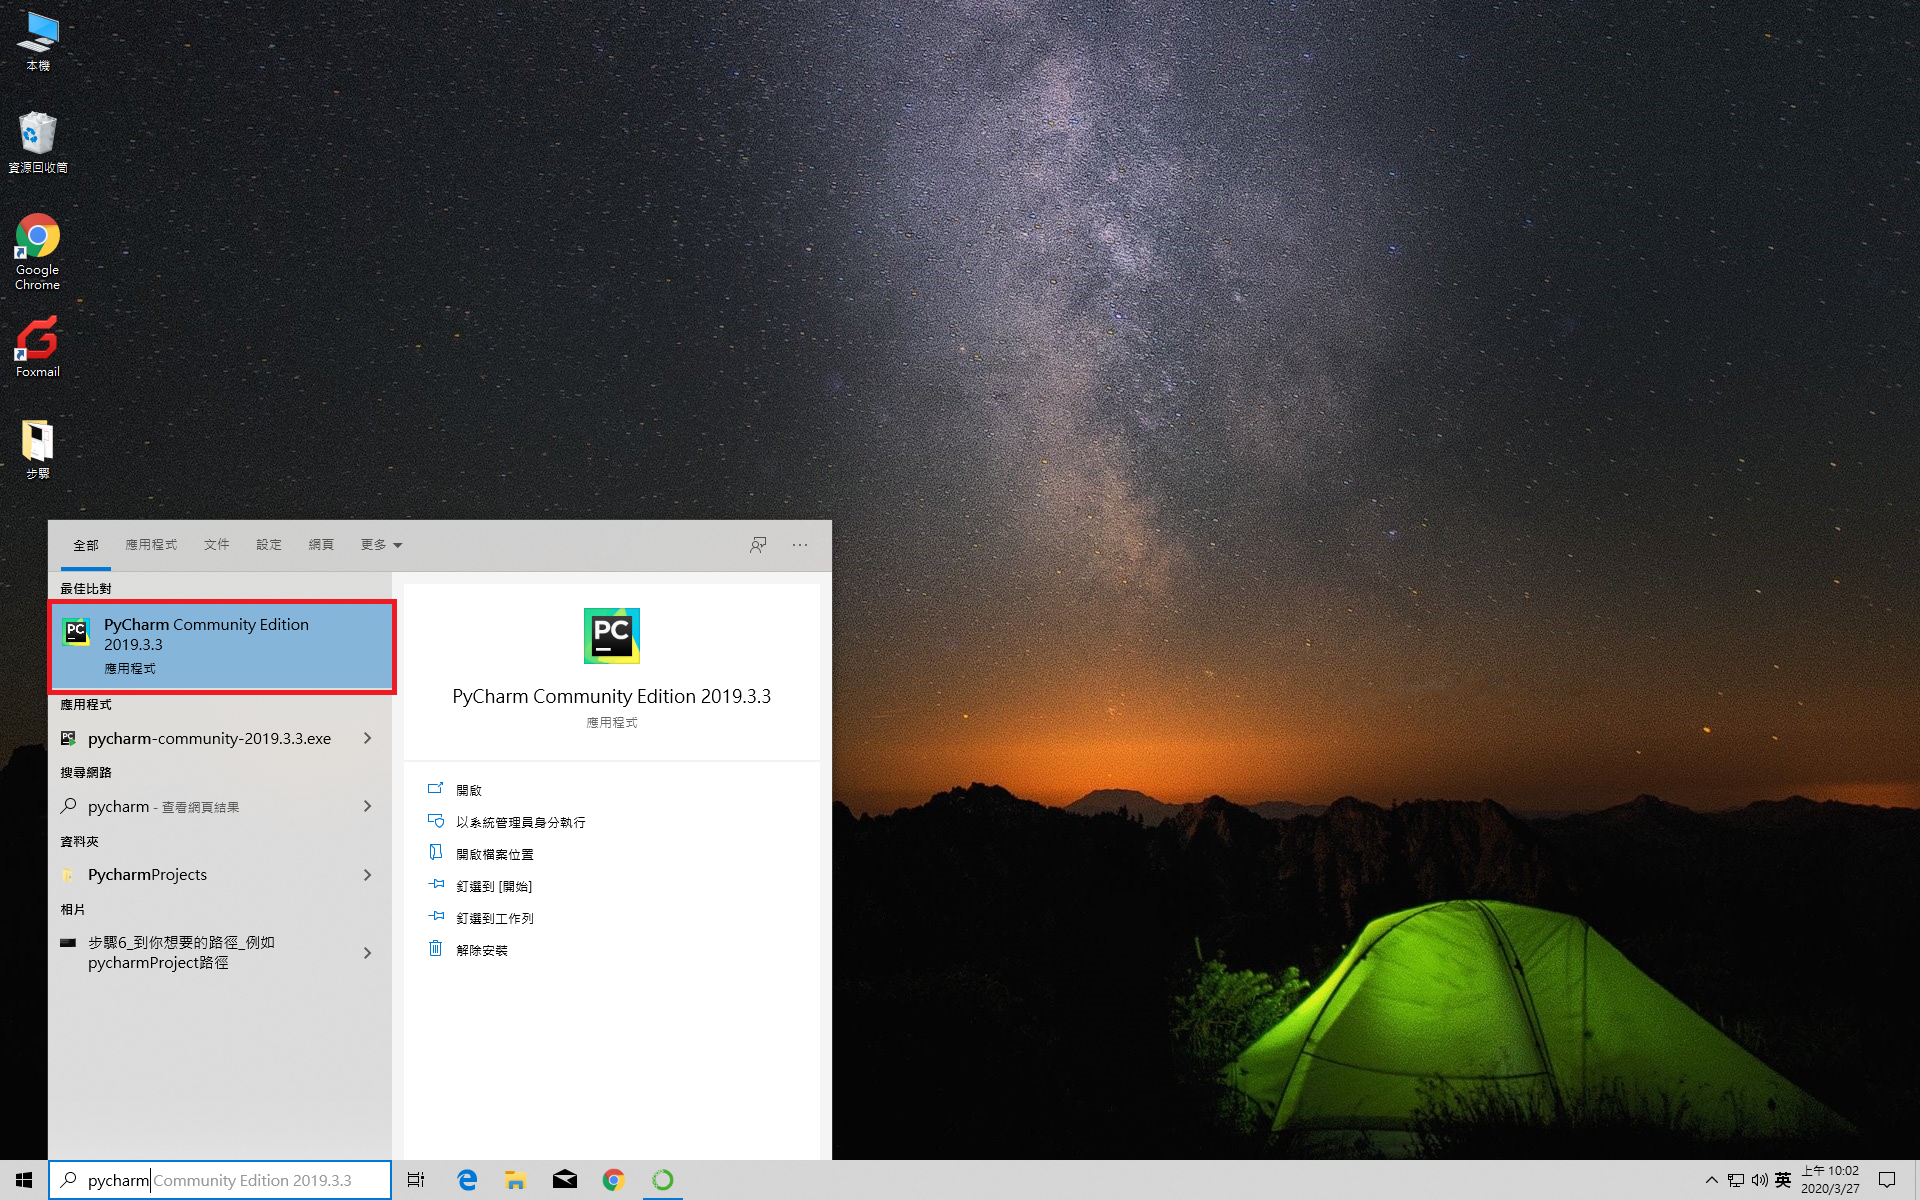 本機
資源回收筒
Google
Chrome
Foxmail
步驟
全部 應用程式 文件 設定 網頁 更多
最佳比對
PC
PyCharm Community Edition
2019.3.3
應用程式
應用程式
PC
pycharm-community-2019.3.3.exe
搜尋網路
pycharm - 查看網頁結果
資料夾
PycharmProjects
相片
步驟6_到你想要的路徑_例如
pycharmProject路徑
PC
PyCharm Community Edition 2019.3.3
應用程式
開啟
以系統管理員身分執行
開啟檔案位置
釘選到 [開始]
釘選到工作列
解除安裝
pycharm Community Edition 2019.3.3
英
上午 10:02
2020/3/27